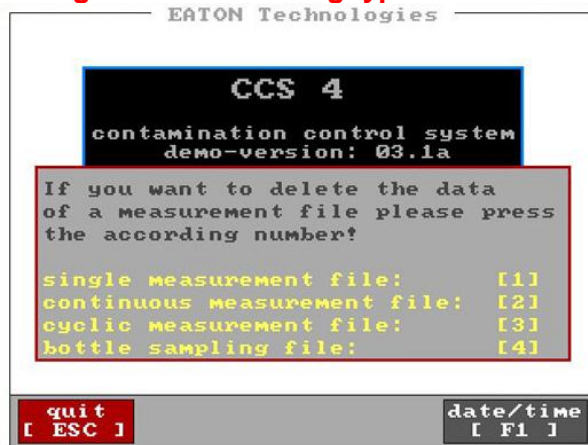 EATON Technologies
CCS 4
contamination control system
demo-version: 03.1a
If you want to delete the data
of a measurement file please press
the according number!
single measurement file: [1]
continuous measurement file: [2]
cyclic measurement file: [3]
bottle sampling file: [4]
quit
[ ESC ]
date/time
[ F1 ]